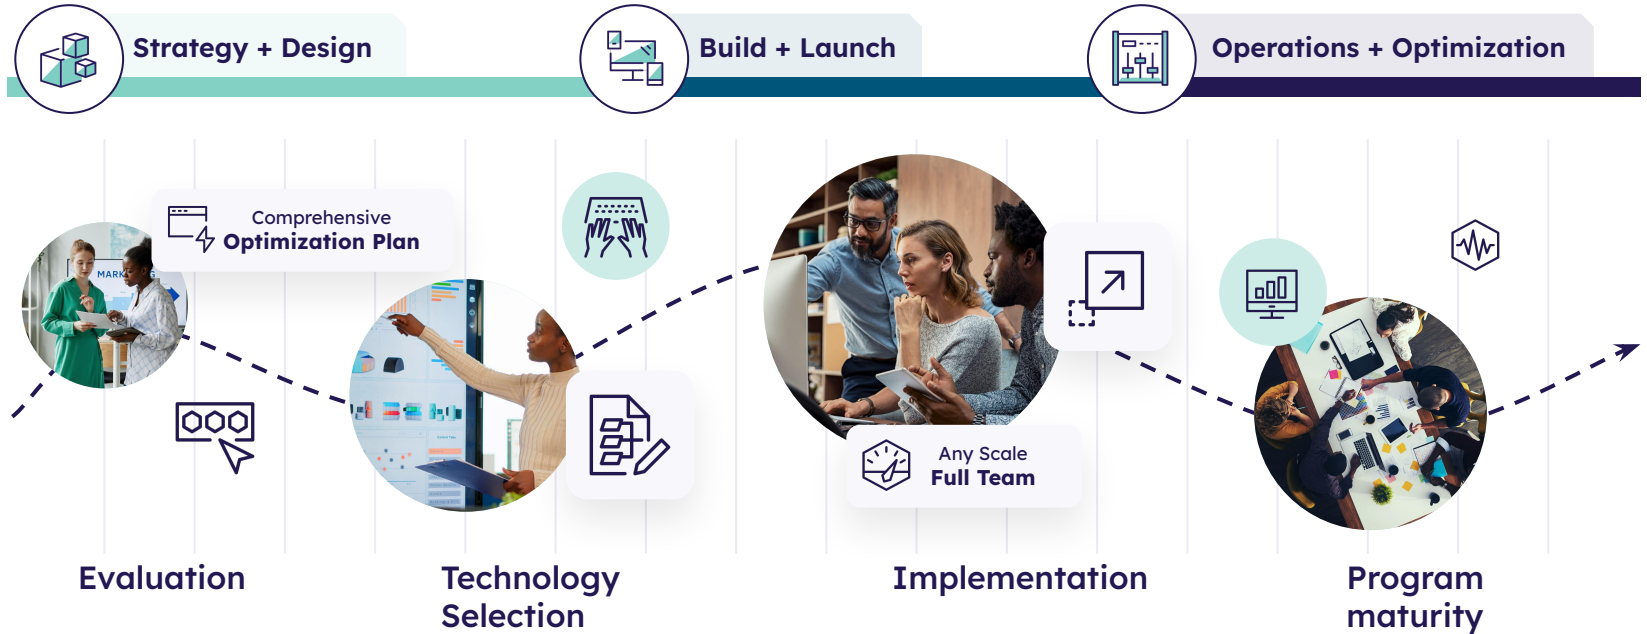 Strategy + Design
Build + Launch
Operations + Optimization
Comprehensive
Optimization Plan
Any Scale
Full Team
Evaluation
Technology
Selection
Implementation
Program
maturity